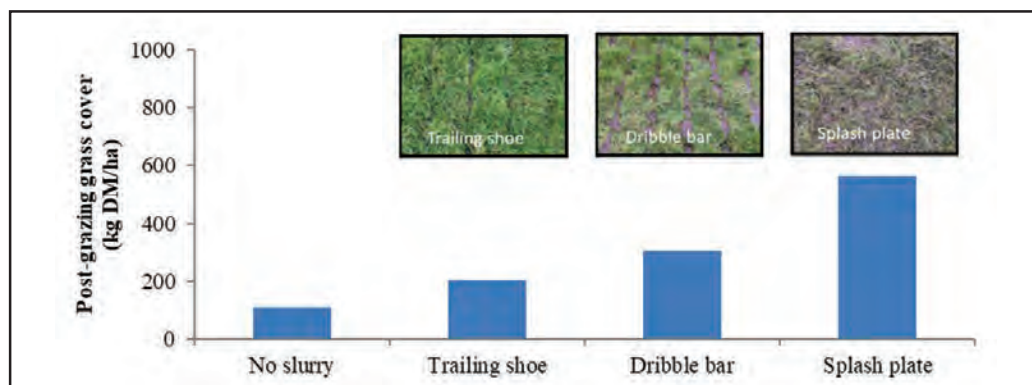 Post-grazing grass cover
(kg DM/ha)
1000
800
600
400
200
0
Trailing shoe
Dribble bar
Splash plate
No slurry
Trailing shoe
Dribble bar
Splash plate